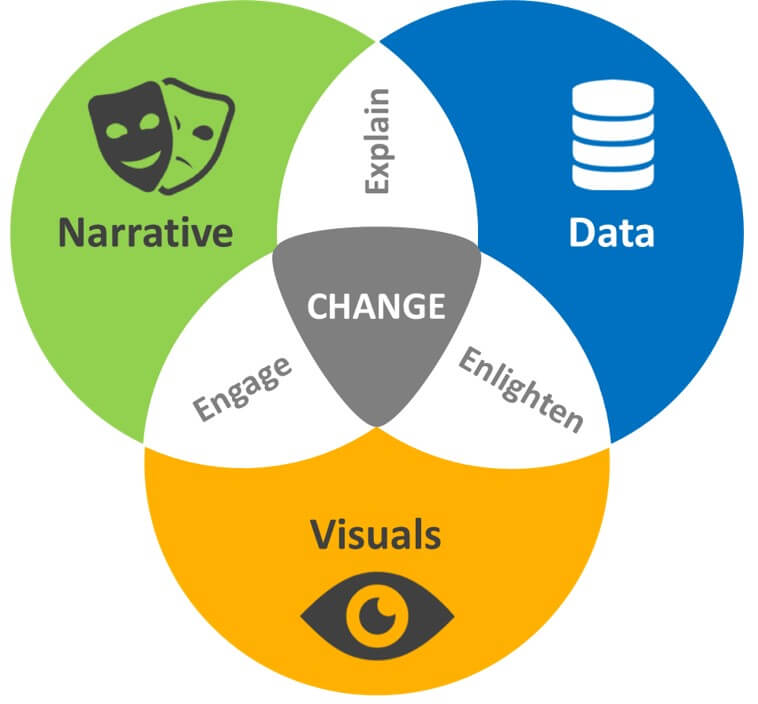 Explain
Narrative
Data
CHANGE
Engage
Enlighten
Visuals